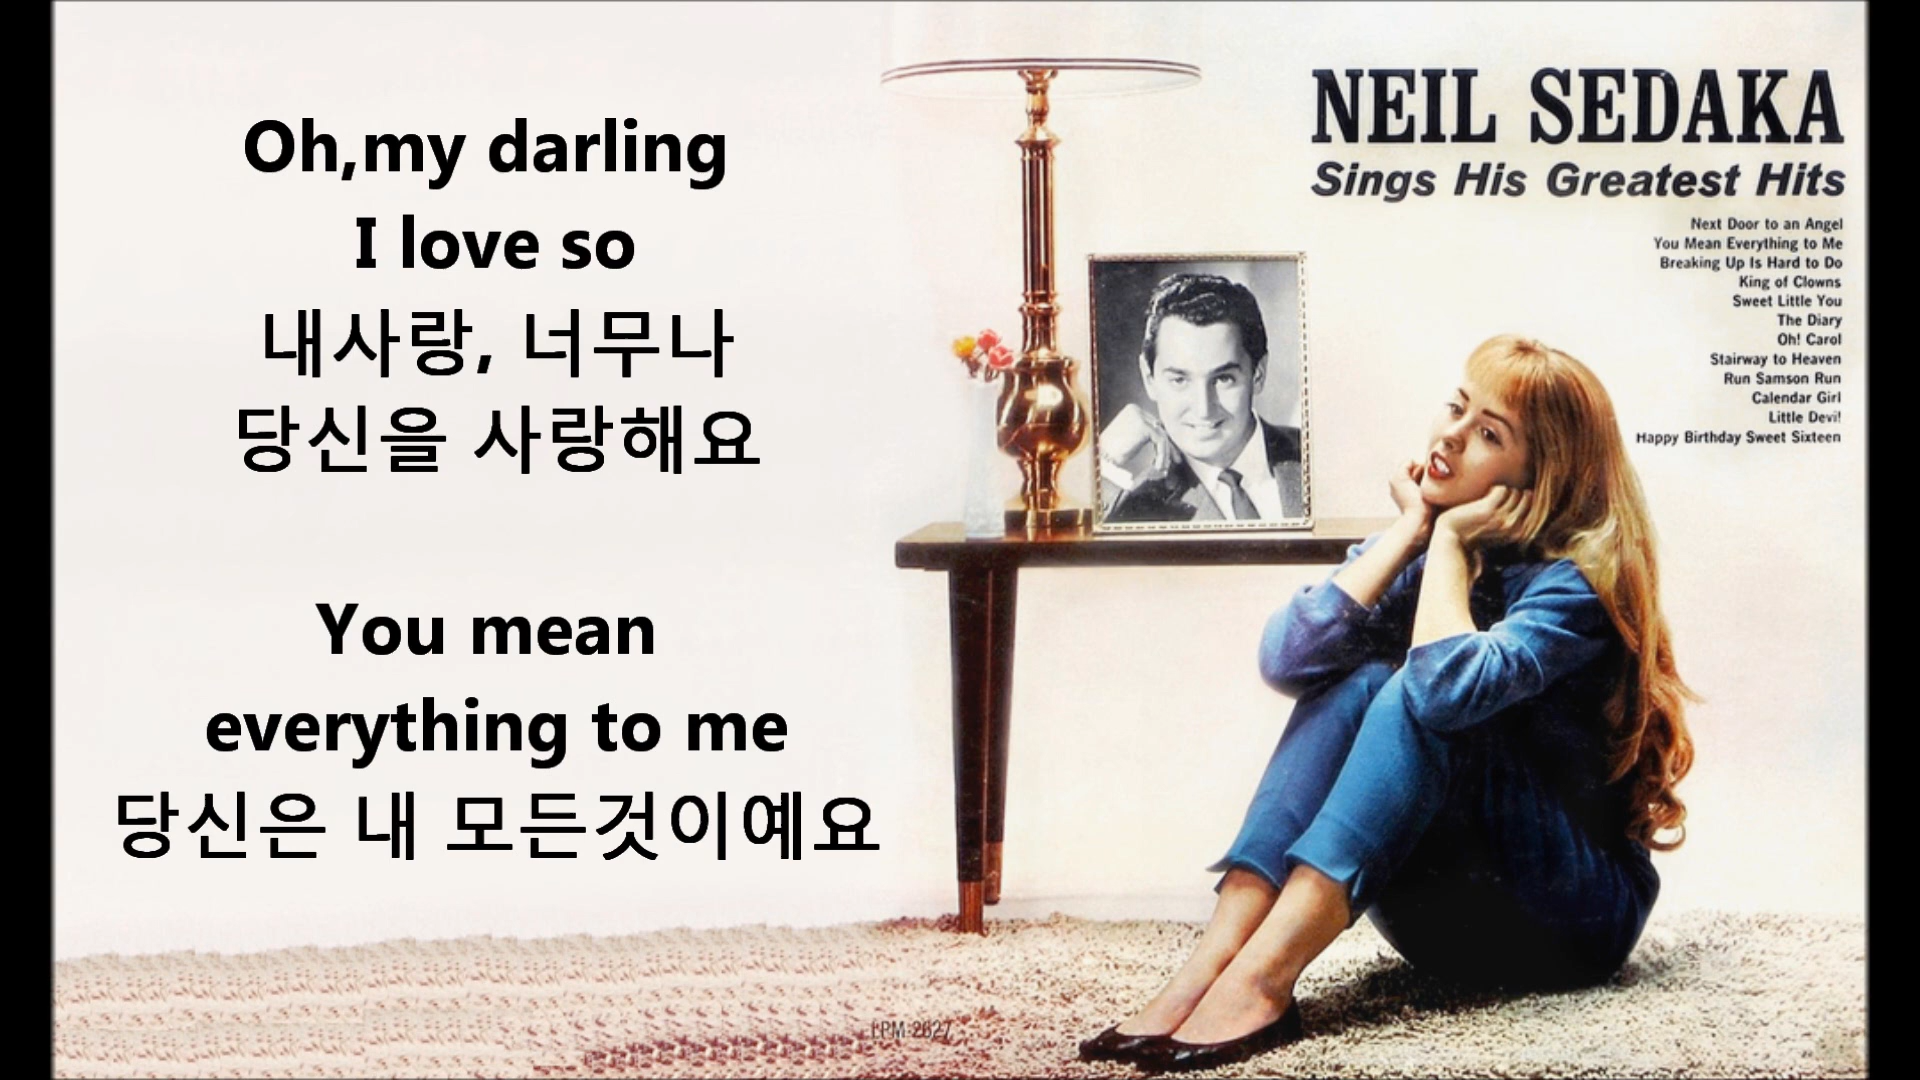 Oh,my darling
I love so
내사랑, 너무나
당신을 사랑해요
You mean
everything to me
당신은 내 모든것이예요
NEIL SEDAKA
Sings His Greatest Hits
Next Door to an Angel
You Mean Everything to Me
Breaking Up Is Hard to Do
King of Clowns
Sweet Little You
The Diary
Oh! Carol
Stairway to Heaven
Run Samson Run
Calendar Girl
Little Devil
Happy Birthday Sweet Sixteen
LPM-2627